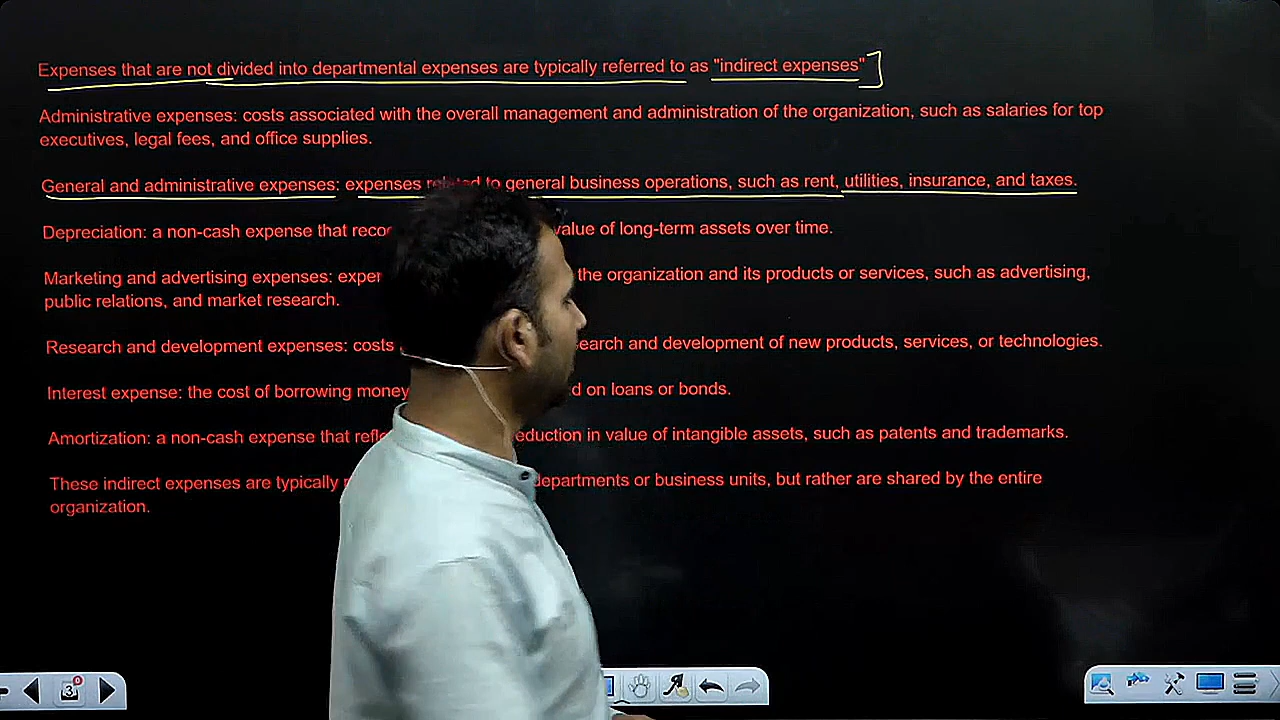 Expenses that are not divided into departmental expenses are typically referred to as "indirect expenses"
Administrative expenses: costs associated with the overall management and administration of the organization, such as salaries for top
executives, legal fees, and office supplies.
General and administrative expenses: expenses related to general business operations, such as rent, utilities, insurance, and taxes.
Depreciation: a non-cash expense that value of long-term assets over time.
Marketing and advertising expenses: the organization and its products or services, such as advertising,
public relations, and market research.
Research and development expenses: costs and development of new products, services, or technologies.
Interest expense: the cost of borrowing money on loans or bonds.
Amortization: a non-cash expense that in value of intangible assets, such as patents and trademarks.
These indirect expenses are typically departments or business units, but rather are shared by the entire
organization.
3
0